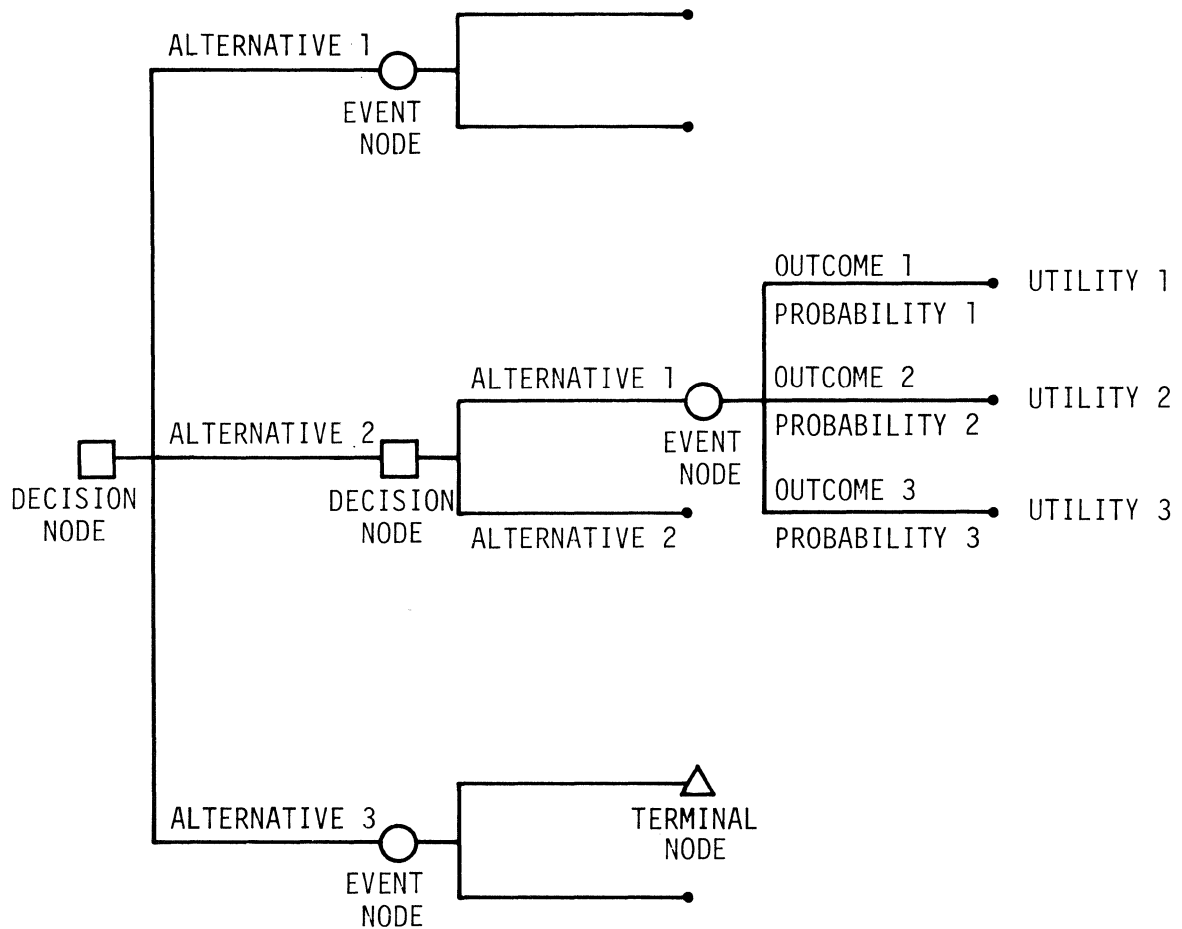 ALTERNATIVE 1
EVENT
NODE
OUTCOME 1
UTILITY 1
PROBABILITY 1
ALTERNATIVE 1
OUTCOME 2
UTILITY 2
PROBABILITY 2
EVENT
NODE
ALTERNATIVE 2
DECISION
NODE
DECISION
NODE
OUTCOME 3
UTILITY 3
PROBABILITY 3
ALTERNATIVE 2
ALTERNATIVE 3
EVENT
NODE
TERMINAL
NODE